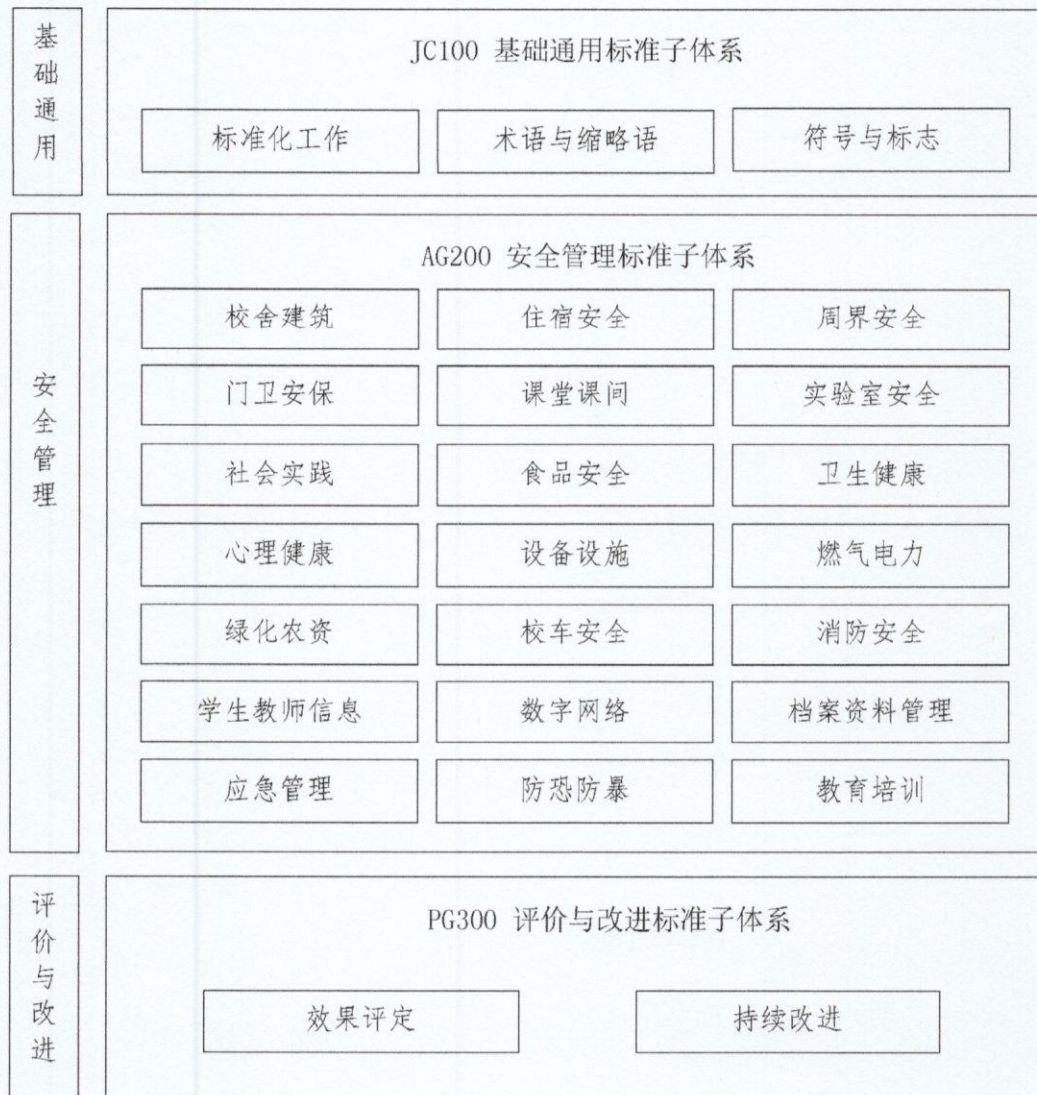 基础通用
JC100 基础通用标准子体系
标准化工作 术语与缩略语 符号与标志
安全管理
AG200 安全管理标准子体系
校舍建筑 住宿安全 周界安全
门卫安保 课堂课间 实验室安全
社会实践 食品安全 卫生健康
心理健康 设备设施 燃气电力
绿化农资 校车安全 消防安全
学生教师信息 数字网络 档案资料管理
应急管理 防恐防暴 教育培训
评价与改进
PG300 评价与改进标准子体系
效果评定 持续改进